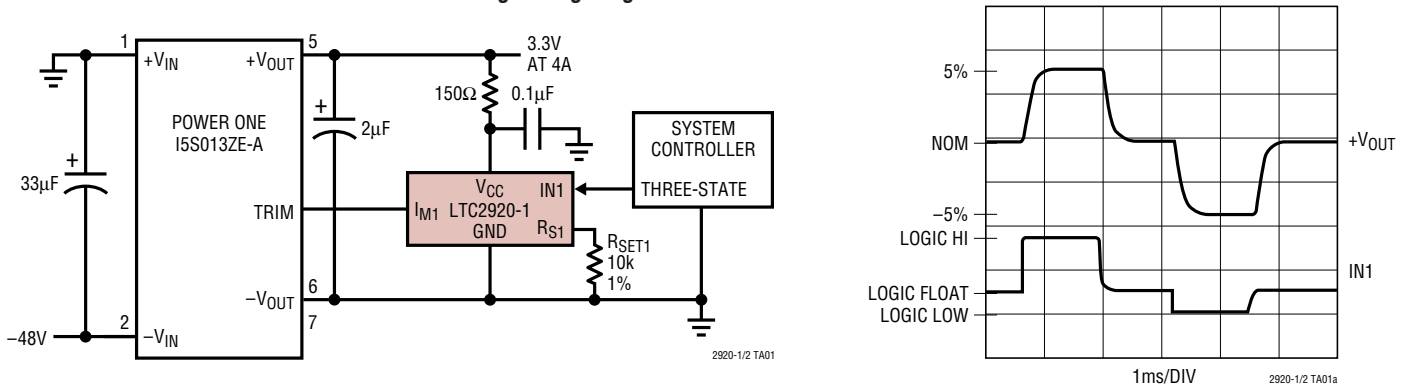 1
+VIN
5
+VOUT
3.3V
AT 4A
150Ω
0.1µF
POWER ONE
I5S013ZE-A
+
2µF
+
33µF
SYSTEM
CONTROLLER
THREE-STATE
VCC
IN1
IM1
LTC2920-1
GND
RS1
TRIM
RSET1
10k
1%
–VOUT
6
7
2
–VIN
–48V
2920-1/2 TA01
5%
NOM
+VOUT
–5%
LOGIC HI
IN1
LOGIC FLOAT
LOGIC LOW
1ms/DIV
2920-1/2 TA01a